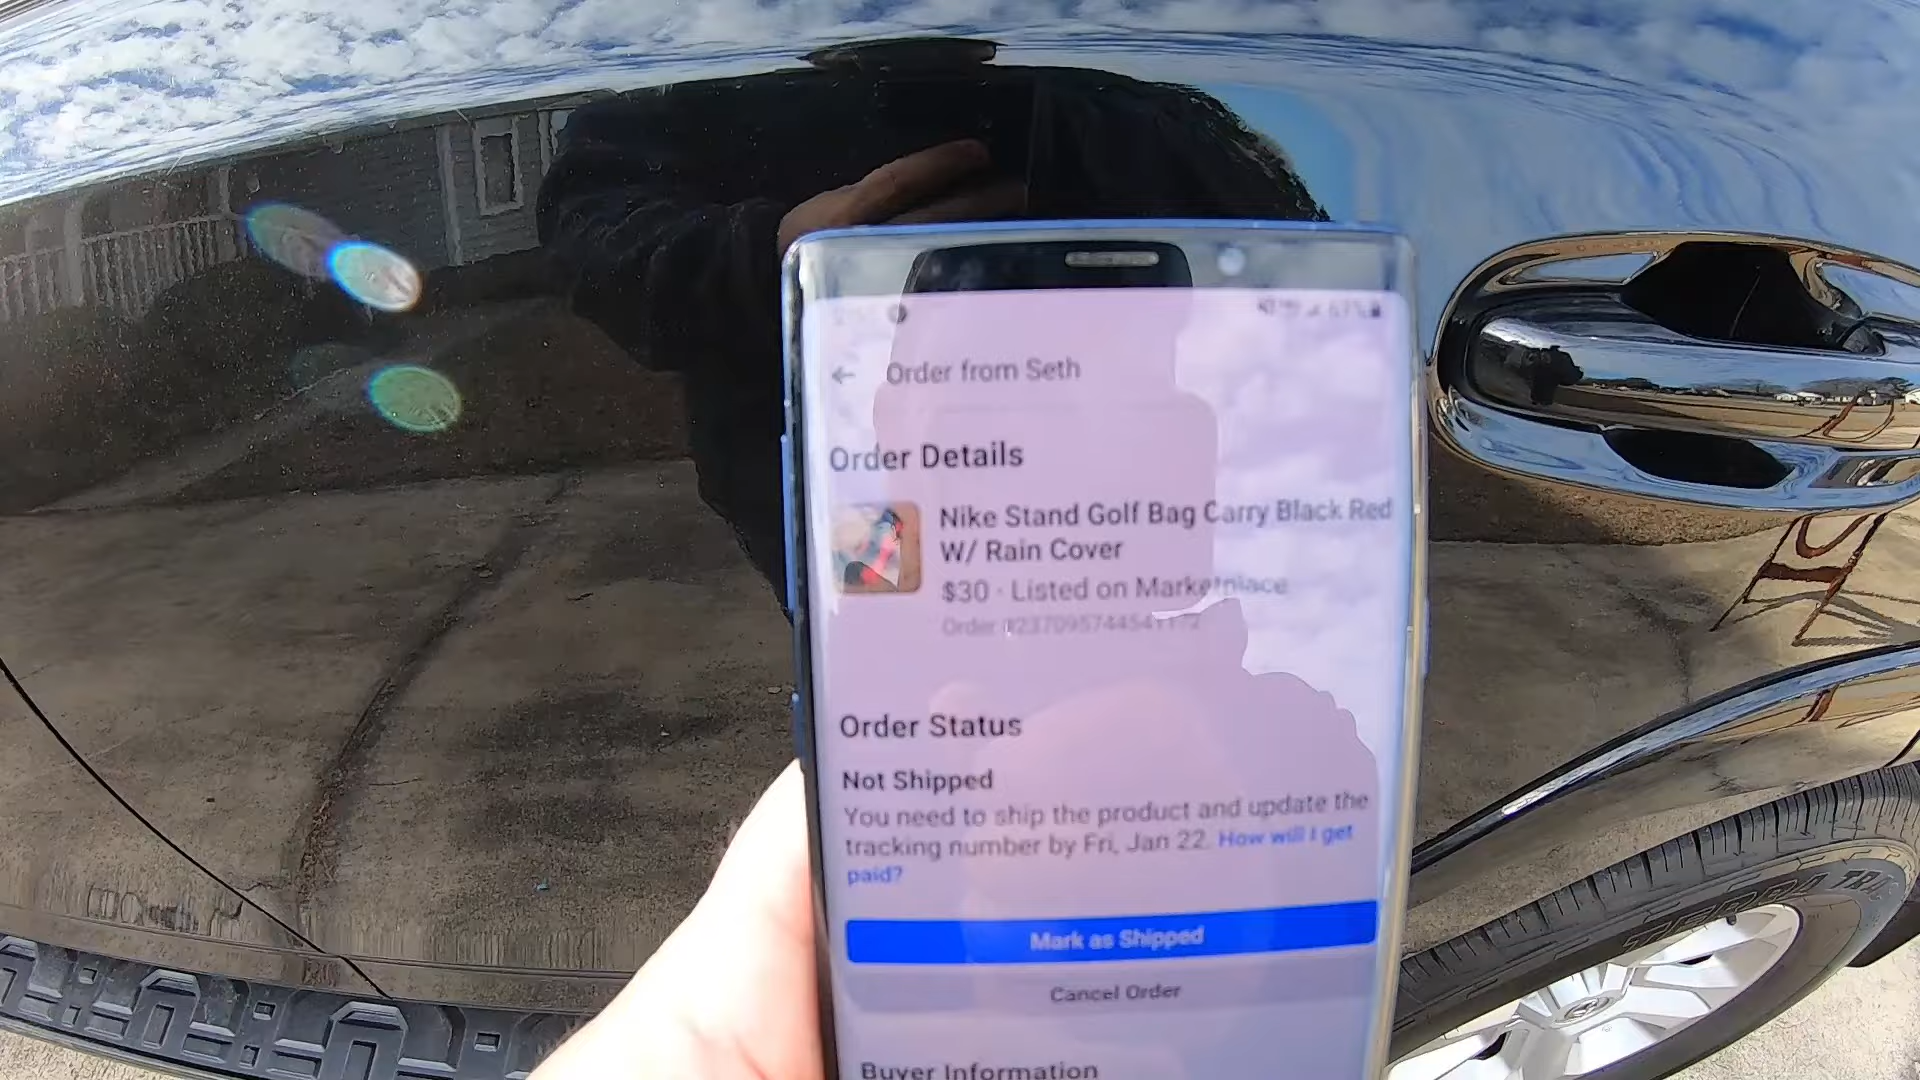 Order from Seth
Order Details
Nike Stand Golf Bag Carry Black Red
W/ Rain Cover
$30 · Listed on Marketplace
Order
Order Status
Not Shipped
You need to ship the product and update the
tracking number by Fri, Jan 22. How will I get
paid?
Mark as Shipped
Cancel Order
Buyer Information
TERRA